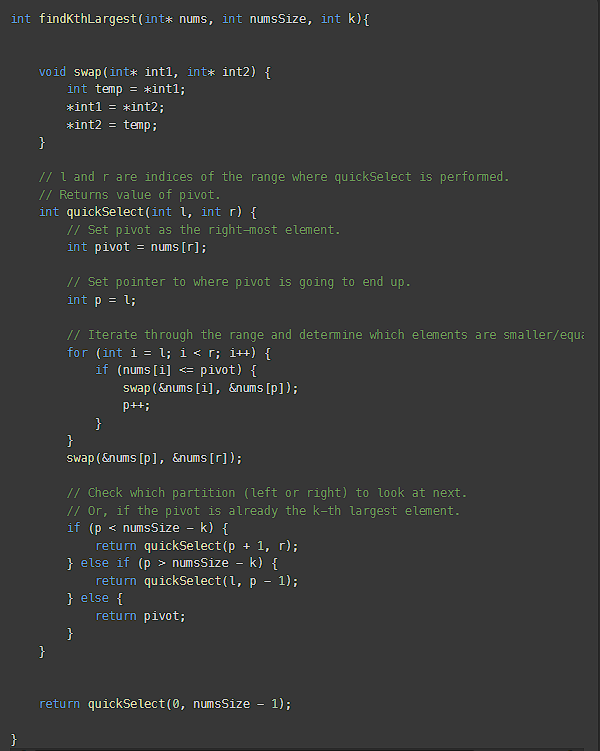 int findKthLargest(int* nums, int numsSize, int k){
void swap(int* int1, int* int2) {
int temp = *int1;
*int1 = *int2;
*int2 = temp;
}
// l and r are indices of the range where quickSelect is performed.
// Returns value of pivot.
int quickSelect(int l, int r) {
// Set pivot as the right-most element.
int pivot = nums[r];
// Set pointer to where pivot is going to end up.
int p = l;
// Iterate through the range and determine which elements are smaller/equa
for (int i = l; i < r; i++) {
if (nums[i] <= pivot) {
swap(&nums[i], &nums[p]);
p++;
}
}
swap(&nums[p], &nums[r]);
// Check which partition (left or right) to look at next.
// Or, if the pivot is already the k-th largest element.
if (p < numsSize - k) {
return quickSelect(p + 1, r);
} else if (p > numsSize - k) {
return quickSelect(l, p - 1);
} else {
return pivot;
}
}
return quickSelect(0, numsSize - 1);
}